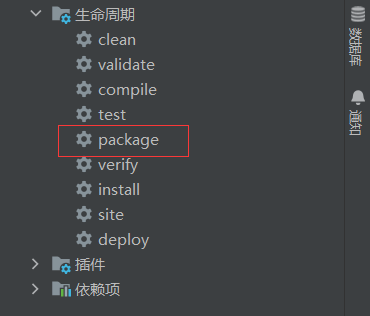 生命周期
clean
validate
compile
test
package
verify
install
site
deploy
插件
依赖项
数据库
通知